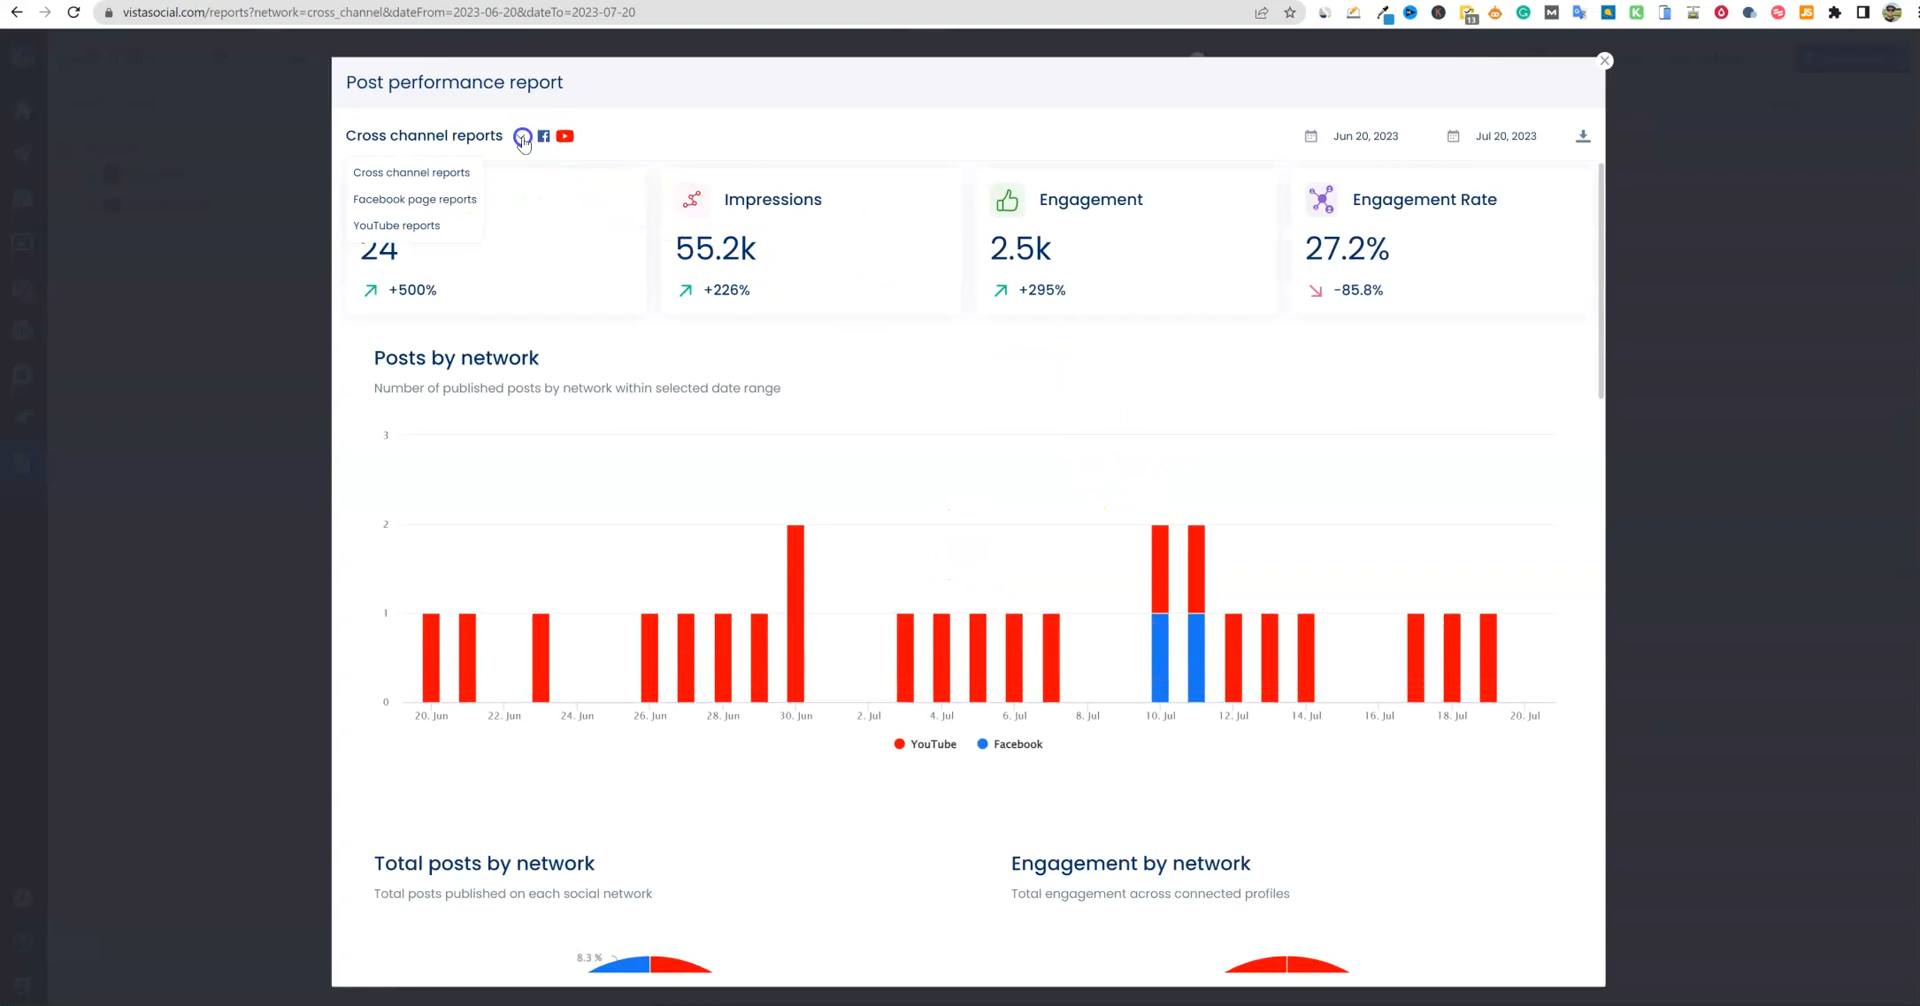 vistasocial.com/reports?network=cross_channel&dateFrom=2023-06-20&dateTo=2023-07-20
13
Post performance report
Cross channel reports
Jun 20, 2023
Jul 20, 2023
Cross channel reports
Facebook page reports
YouTube reports
Impressions
Engagement
Engagement Rate
24
55.2k
2.5k
27.2%
+500%
+226%
+295%
-85.8%
Posts by network
Number of published posts by network within selected date range
3
2
1
0
20. Jun 22. Jun 24. Jun 26. Jun 28. Jun 30. Jun 2. Jul 4. Jul 6. Jul 8. Jul 10. Jul 12. Jul 14. Jul 16. Jul 18. Jul 20. Jul
YouTube Facebook
Total posts by network
Total posts published on each social network
Engagement by network
Total engagement across connected profiles
8.3 %